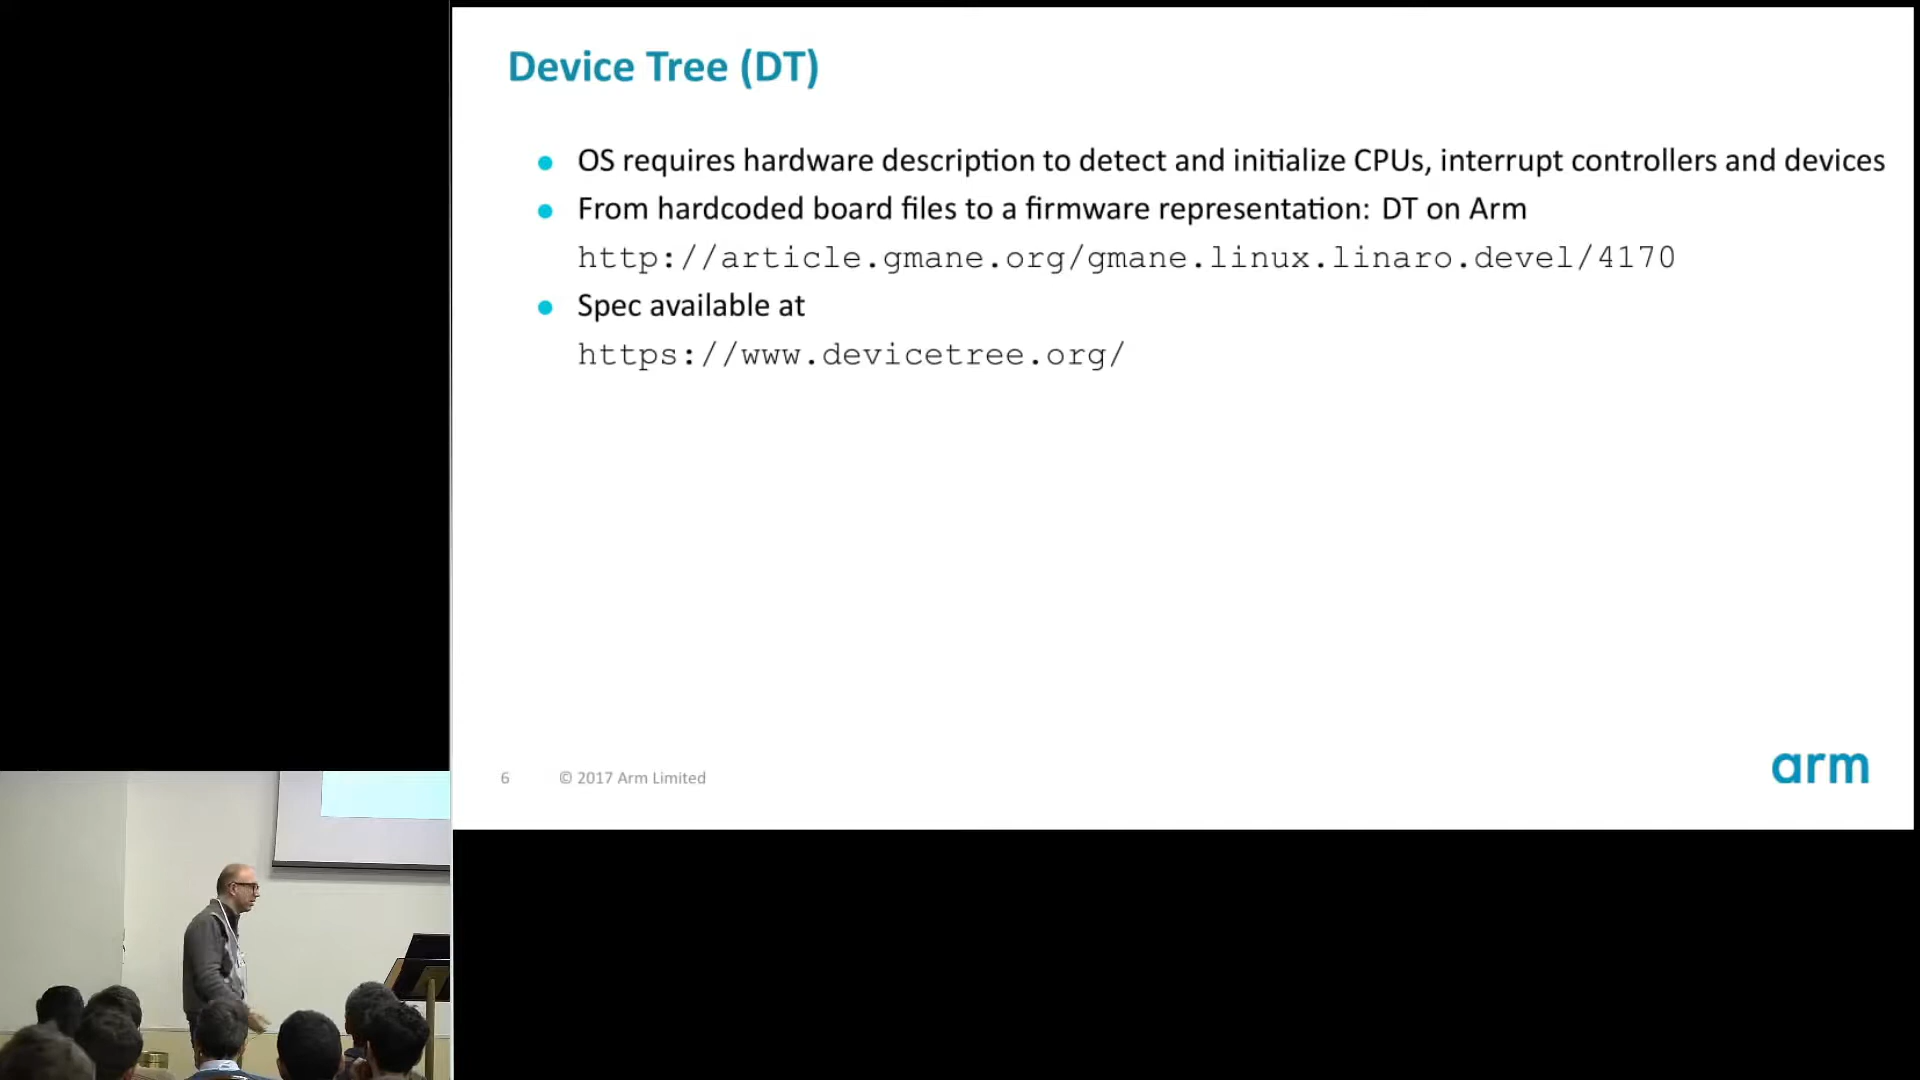 Device Tree (DT)
OS requires hardware description to detect and initialize CPUs, interrupt controllers and devices
From hardcoded board files to a firmware representation: DT on Arm
http://article.gmane.org/gmane.linux.linaro.devel/4170
Spec available at
https://www.devicetree.org/
6 © 2017 Arm Limited
arm